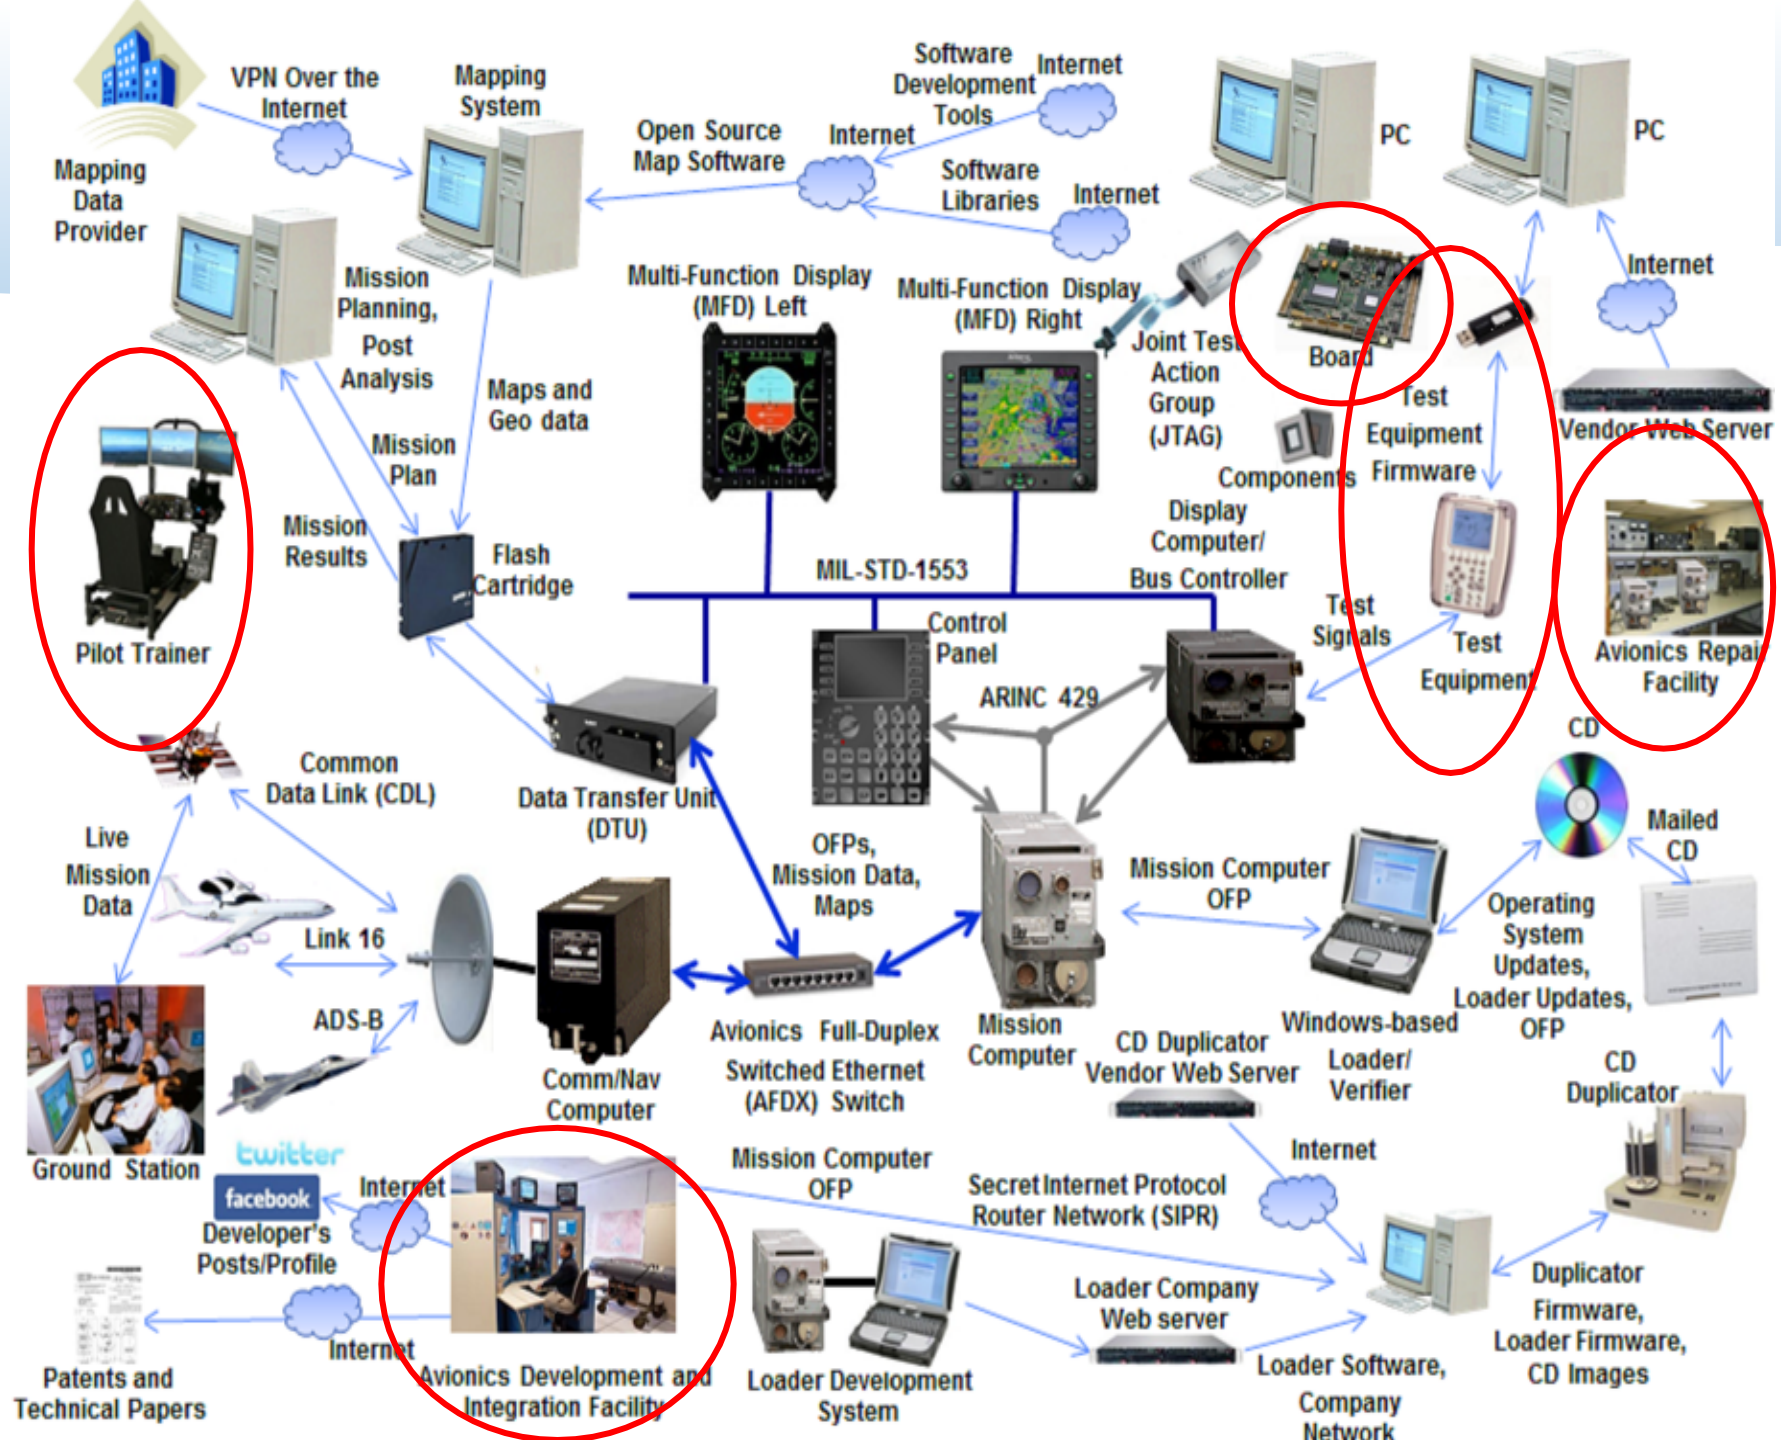 VPN Over the
Internet
Mapping
System
Software
Development
Tools
Internet
Open Source
Map Software
Internet
Software
Libraries
Internet
PC
PC
Mapping
Data
Provider
Mission
Planning,
Post
Analysis
Maps and
Geo data
Multi-Function Display
(MFD) Left
Multi-Function Display
(MFD) Right
Joint Test
Action
Group
(JTAG)
Board
Internet
Vendor Web Server
Test
Equipment
Firmware
Components
Mission
Plan
Mission
Results
Flash
Cartridge
Pilot Trainer
MIL-STD-1553
Display
Computer/
Bus Controller
Test
Signals
Test
Equipment
Avionics Repair
Facility
Control
Panel
ARINC 429
Common
Data Link (CDL)
Data Transfer Unit
(DTU)
CD
Mailed
CD
Live
Mission
Data
OFPs,
Mission Data,
Maps
Mission Computer
OFP
Operating
System
Updates,
Loader Updates,
OFP
Link 16
ADS-B
Comm/Nav
Computer
Avionics Full-Duplex
Switched Ethernet
(AFDX) Switch
Mission
Computer
Windows-based
Loader/
Verifier
CD Duplicator
Vendor Web Server
CD
Duplicator
Ground Station
twitter
facebook
Developer's
Posts/Profile
Internet
Mission Computer
OFP
Secret Internet Protocol
Router Network (SIPR)
Internet
Patents and
Technical Papers
Internet
Avionics Development and
Integration Facility
Loader Development
System
Loader Company
Web server
Loader Software,
Company
Network
Duplicator
Firmware,
Loader Firmware,
CD Images